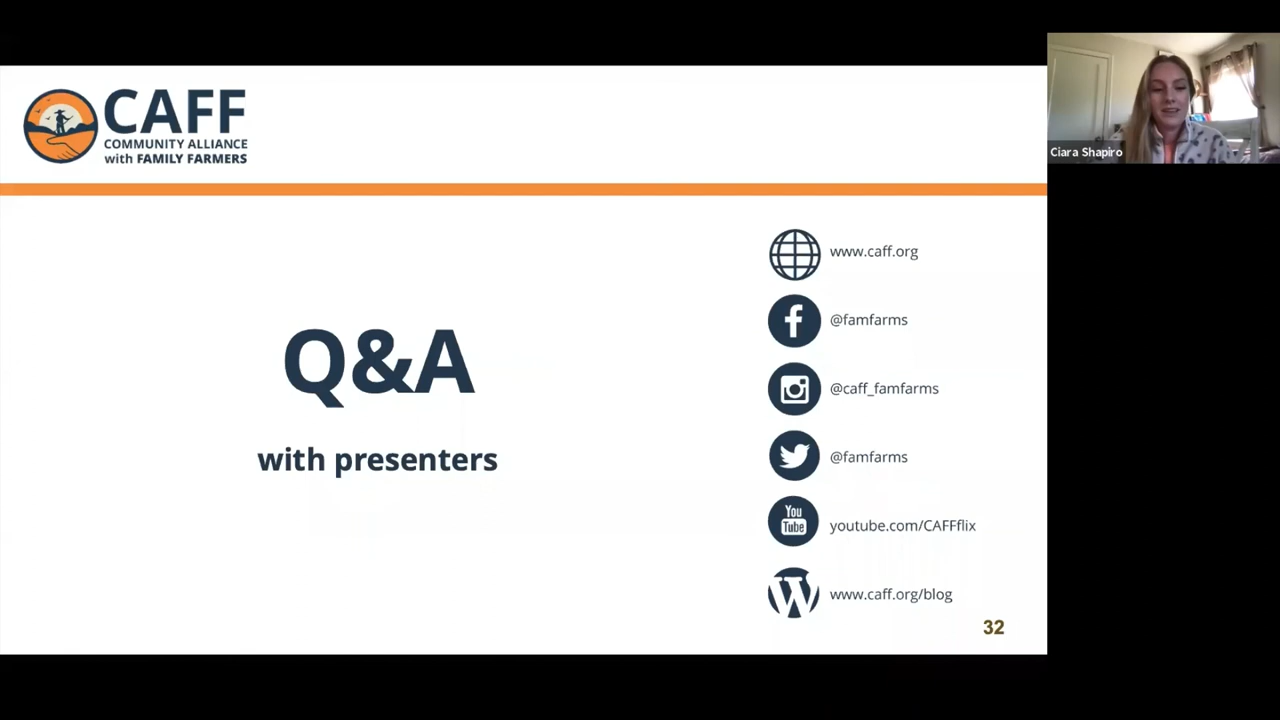 CAFF
COMMUNITY ALLIANCE
with FAMILY FARMERS
Ciara Shapiro
Q&A
with presenters
www.caff.org
@famfarms
@caff_famfarms
@famfarms
You
Tube
youtube.com/CAFFflix
W
www.caff.org/blog
32